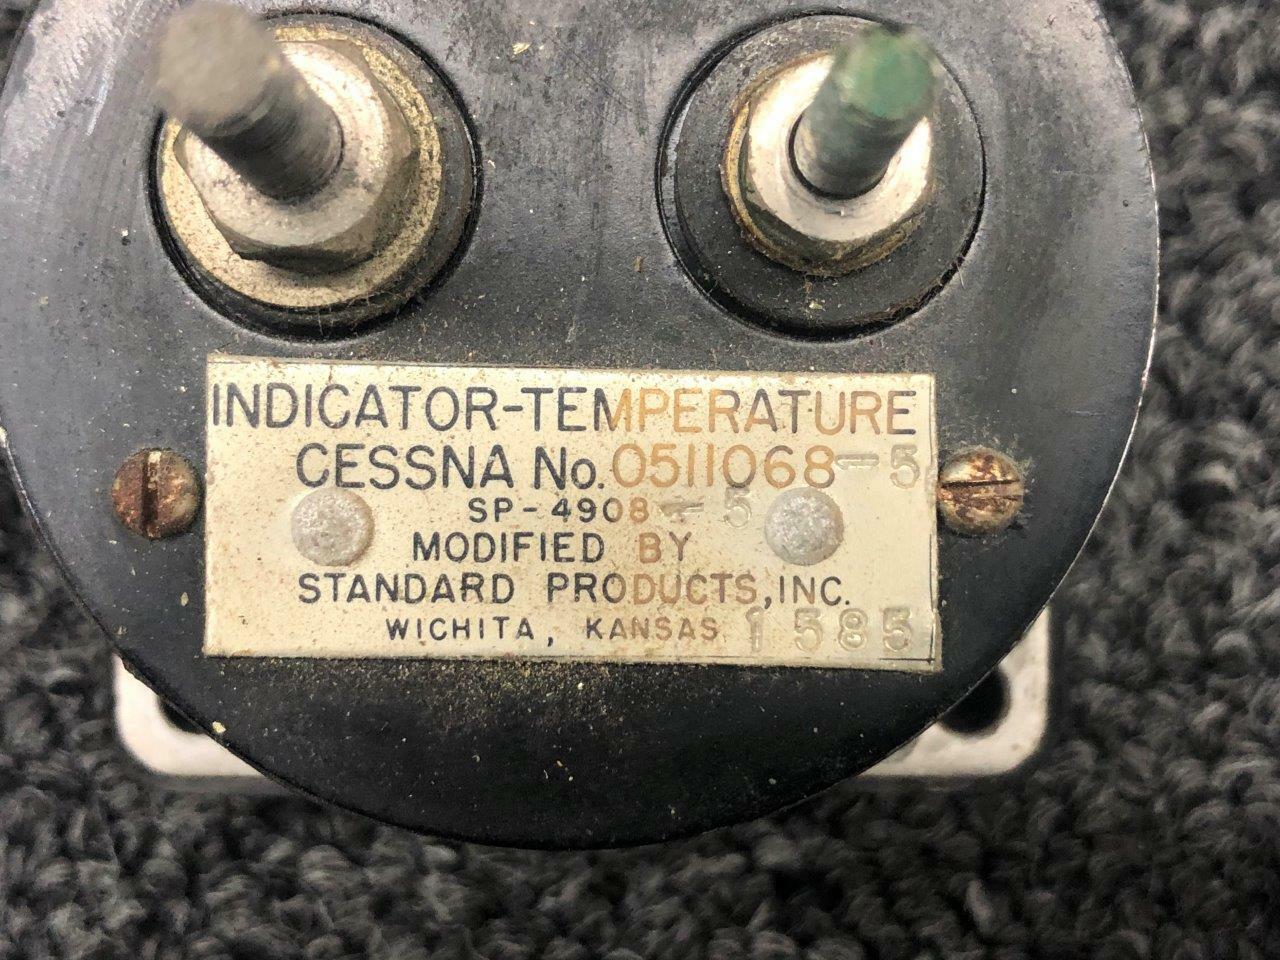 INDICATOR-TEMPERATURE
CESSNA No. 0511068-5
SP-4908-5
MODIFIED BY
STANDARD PRODUCTS, INC.
WICHITA, KANSAS 1585